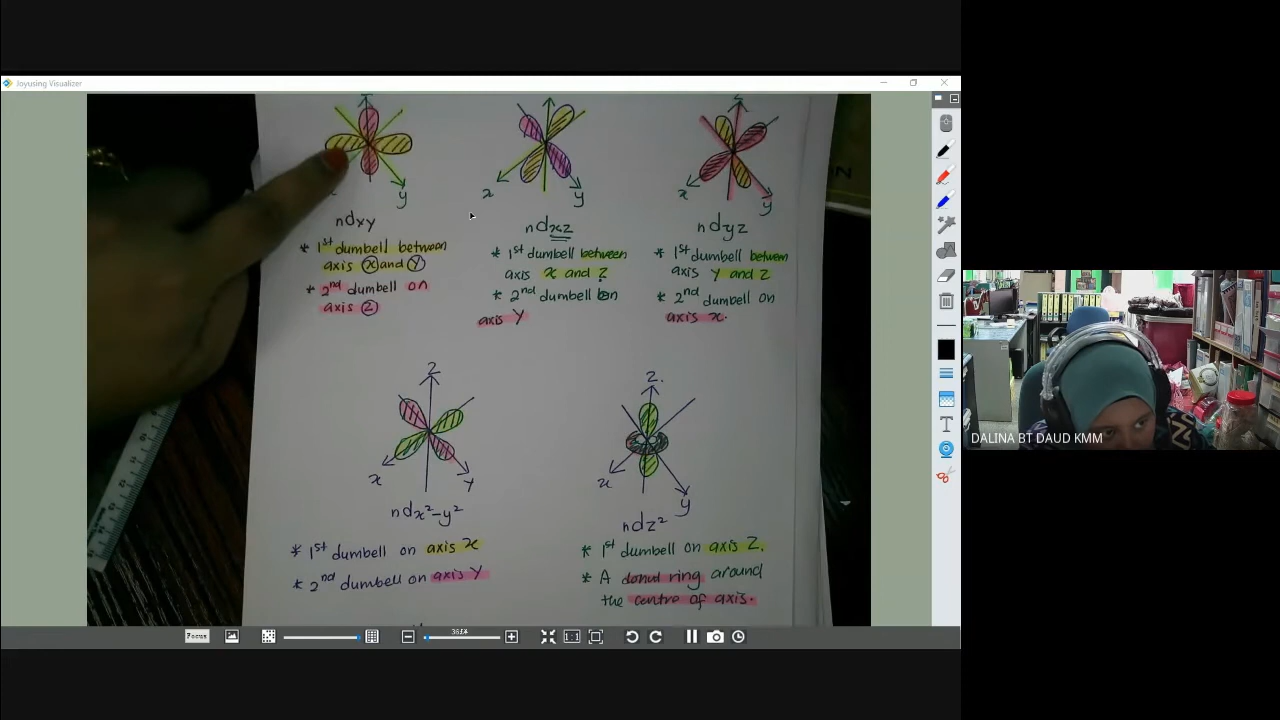 Joyusing Visualizer
x
y
x
y
x
y
ndxy
ndxz
ndyz
* 1st dumbell between
axis x and y
* 2nd dumbell on
axis z
* 1st dumbell between
axis x and z
* 2nd dumbell on
axis y
* 1st dumbell between
axis y and z
* 2nd dumbell on
axis x.
z
x
y
ndx²-y²
* 1st dumbell on axis x
* 2nd dumbell on axis y
z.
x
y
ndz²
* 1st dumbell on axis z.
* A donut ring around
the centre of axis.
Focus
1:1
T
DALINA BT DAUD KMM